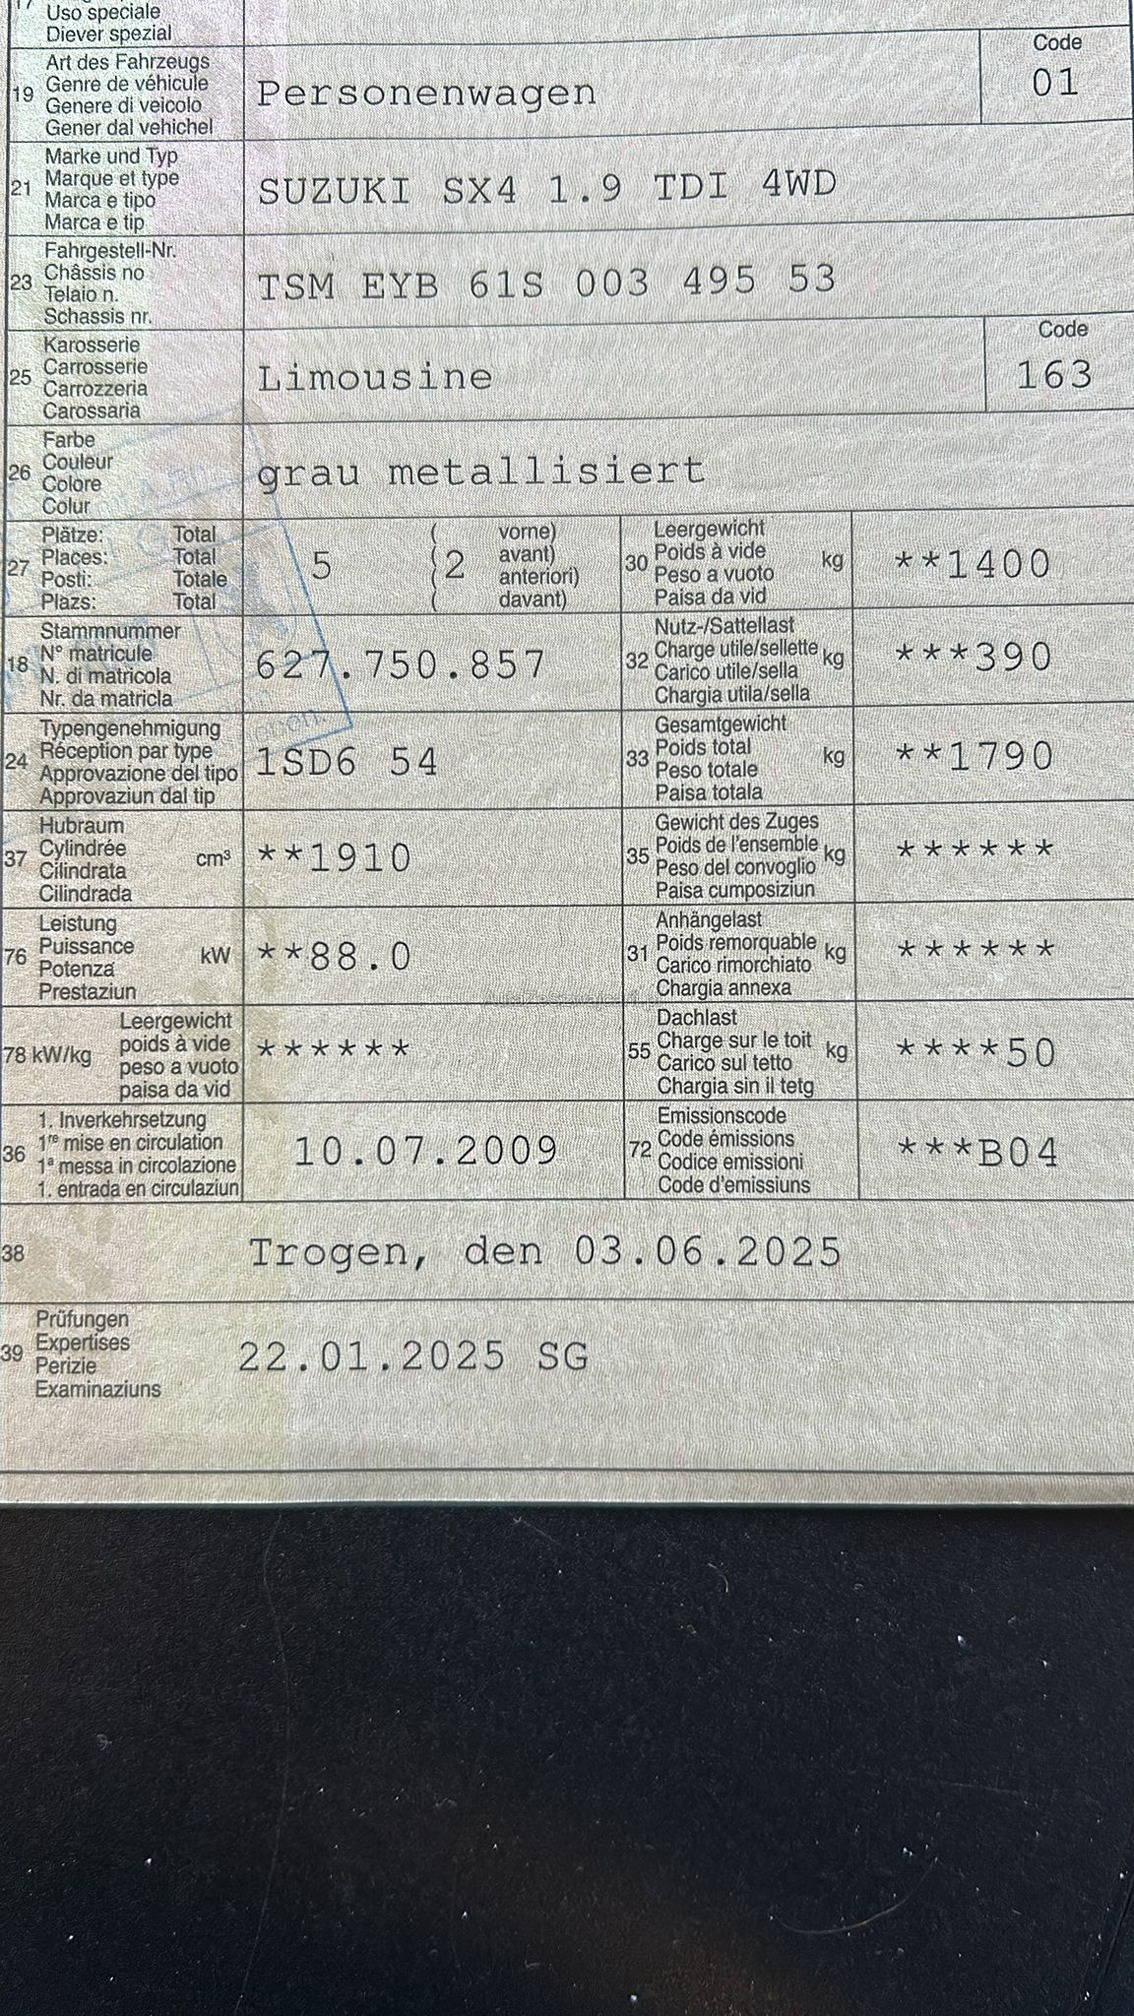 17
Uso speciale
Diever spezial
19 Art des Fahrzeugs
Genre de véhicule
Genere di veicolo
Gener dal vehichel
Personenwagen
Code
01
21 Marke und Typ
Marque et type
Marca e tipo
Marca e tip
SUZUKI SX4 1.9 TDI 4WD
23 Fahrgestell-Nr.
Châssis no
Telaio n.
Schassis nr.
TSM EYB 61S 003 495 53
25 Karosserie
Carrosserie
Carrozzeria
Carossaria
Limousine
Code
163
26 Farbe
Couleur
Colore
Colur
grau metallisiert
27 Plätze: Total ( vorne)
Places: Total ( avant)
Posti: Totale ( anteriori)
Plazs: Total ( davant)
5 2
30 Leergewicht
Poids à vide kg
Peso a vuoto
Paisa da vid
**1400
18 Stammnummer
N° matricule
N. di matricola
Nr. da matricla
627.750.857
32 Nutz-/Sattellast
Charge utile/sellette kg
Carico utile/sella
Chargia utila/sella
***390
24 Typengenehmigung
Réception par type
Approvazione del tipo
Approvaziun dal tip
1SD6 54
33 Gesamtgewicht
Poids total kg
Peso totale
Paisa totala
**1790
37 Hubraum
Cylindrée cm³
Cilindrata
Cilindrada
**1910
35 Gewicht des Zuges
Poids de l'ensemble kg
Peso del convoglio
Paisa cumposiziun
******
76 Leistung
Puissance kW
Potenza
Prestaziun
**88.0
31 Anhängelast
Poids remorquable kg
Carico rimorchiato
Chargia annexa
******
78 kW/kg Leergewicht
poids à vide
peso a vuoto
paisa da vid
******
55 Dachlast
Charge sur le toit kg
Carico sul tetto
Chargia sin il tetg
****50
36 1. Inverkehrsetzung
1re mise en circulation
1a messa in circolazione
1. entrada en circulaziun
10.07.2009
72 Emissionscode
Code émissions
Codice emissioni
Code d'emissiuns
***B04
38 Trogen, den 03.06.2025
39 Prüfungen
Expertises
Perizie
Examinaziuns
22.01.2025 SG